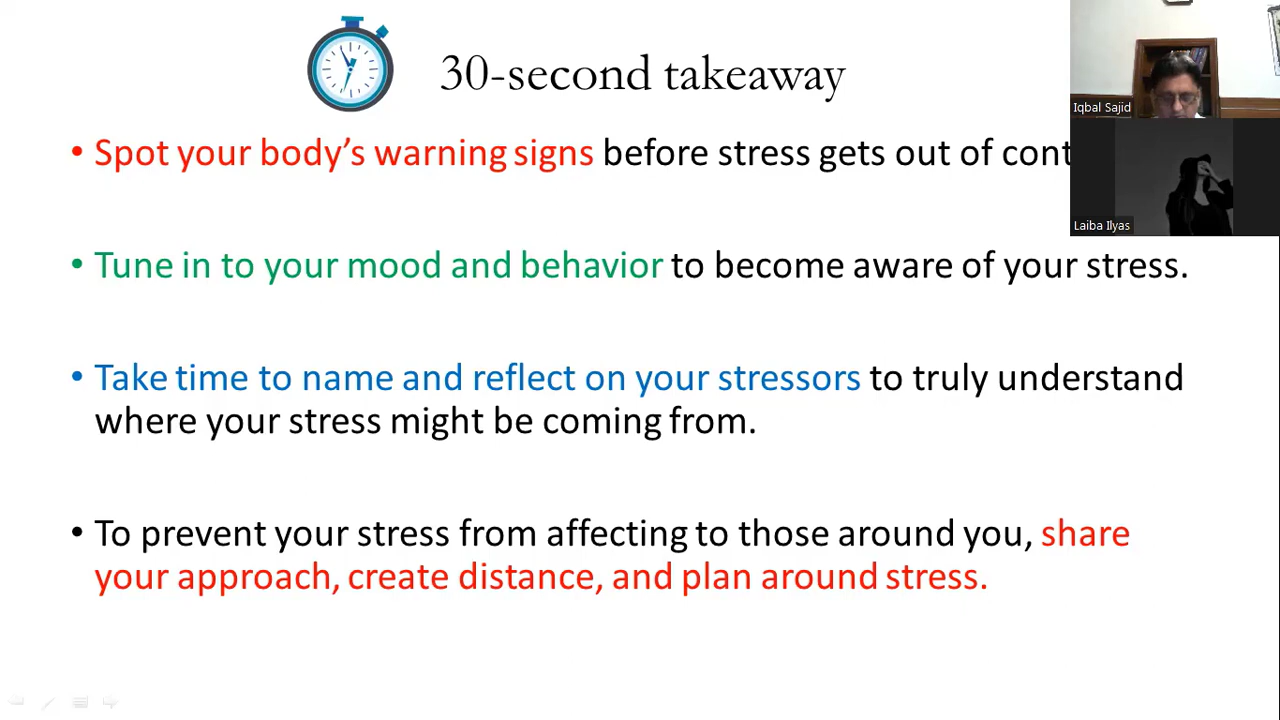 30-second takeaway
• Spot your body's warning signs before stress gets out of cont
• Tune in to your mood and behavior to become aware of your stress.
• Take time to name and reflect on your stressors to truly understand
where your stress might be coming from.
• To prevent your stress from affecting to those around you, share
your approach, create distance, and plan around stress.
Iqbal Sajid
Laiba Ilyas